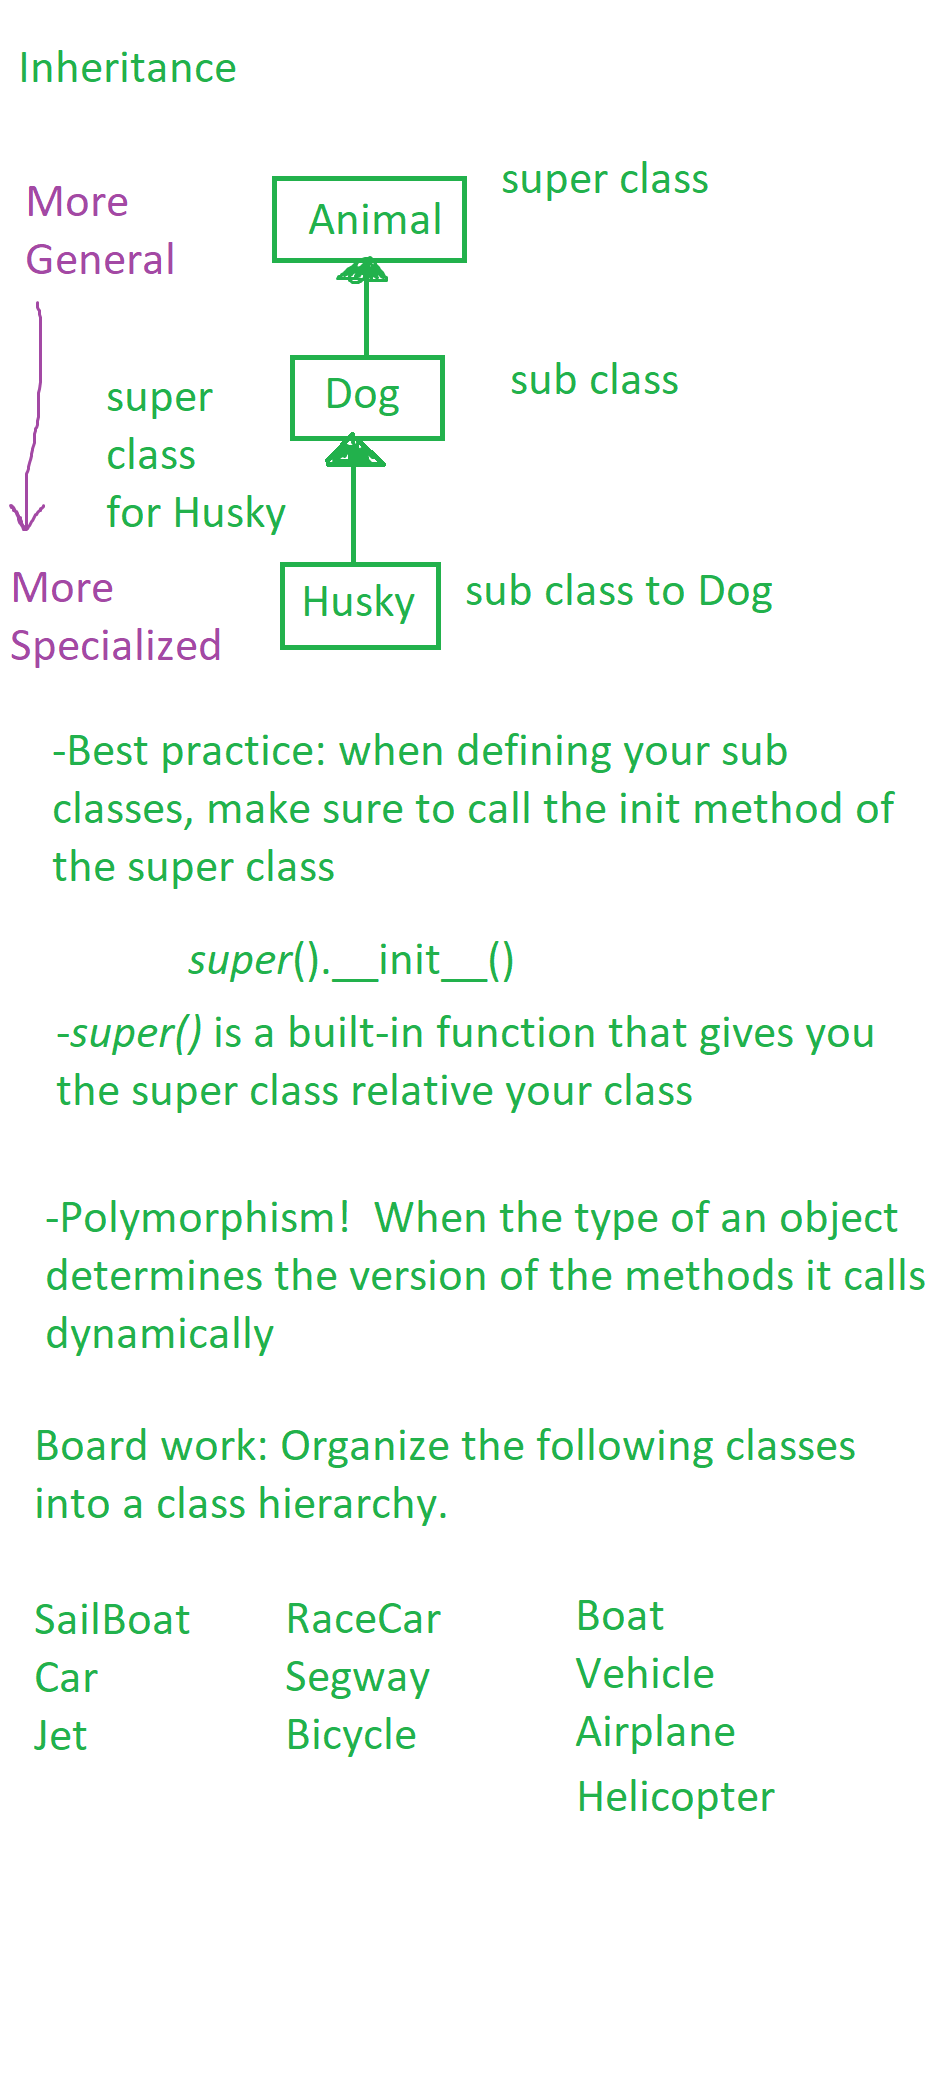 Inheritance
super class
More
General
Animal
sub class
Dog
super
class
for Husky
More
Specialized
Husky
sub class to Dog
-Best practice: when defining your sub
classes, make sure to call the init method of
the super class
super().__init__()
-super() is a built-in function that gives you
the super class relative your class
-Polymorphism!  When the type of an object
determines the version of the methods it calls
dynamically
Board work: Organize the following classes
into a class hierarchy.
SailBoat
Car
Jet
RaceCar
Segway
Bicycle
Boat
Vehicle
Airplane
Helicopter